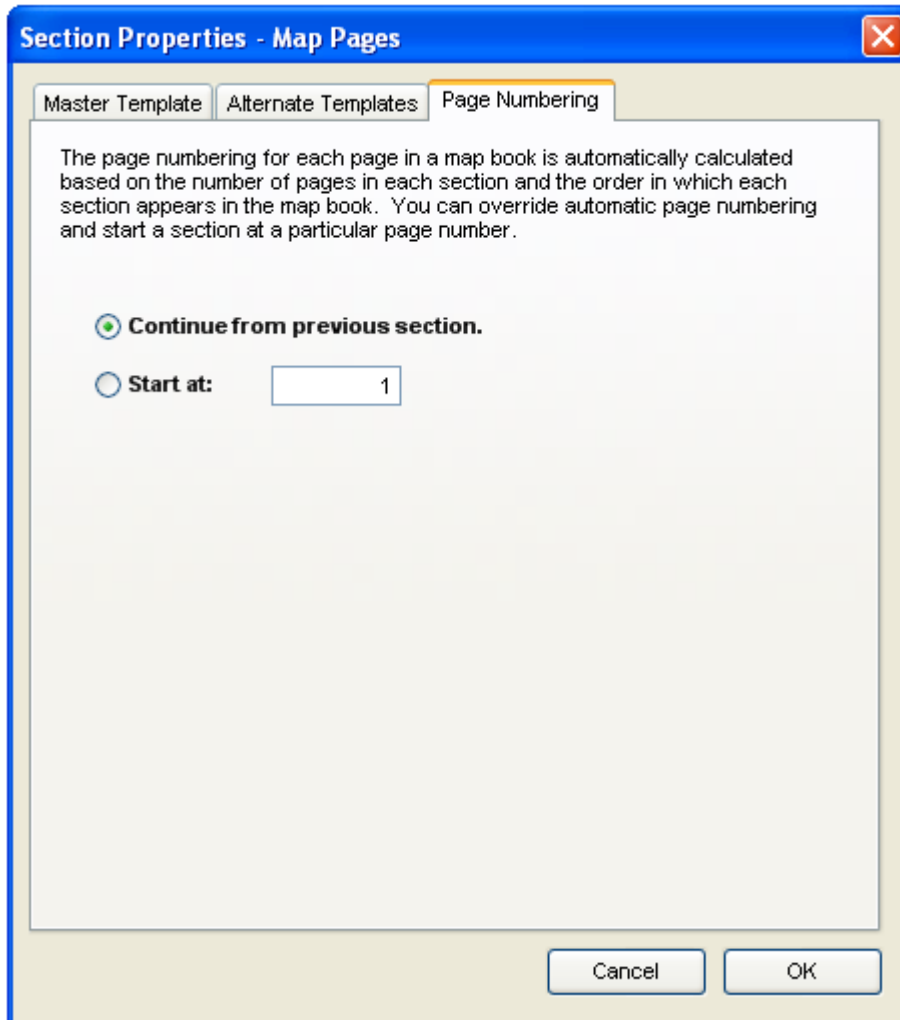 Section Properties - Map Pages
Master Template
Alternate Templates
Page Numbering
The page numbering for each page in a map book is automatically calculated
based on the number of pages in each section and the order in which each
section appears in the map book.  You can override automatic page numbering
and start a section at a particular page number.
Continue from previous section.
Start at: 1
Cancel OK